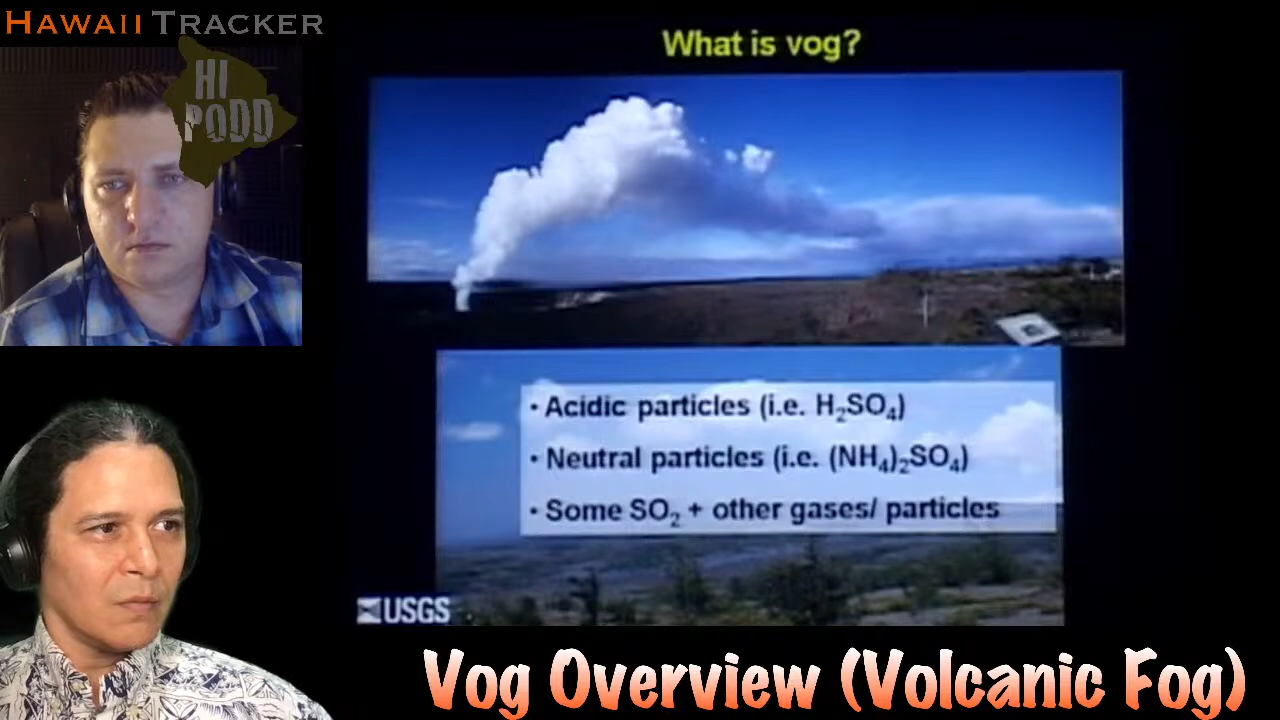 HAWAII TRACKER
HI
PODD
What is vog?
• Acidic particles (i.e. H₂SO₄)
• Neutral particles (i.e. (NH₄)₂SO₄)
• Some SO₂ + other gases/ particles
USGS
Vog Overview (Volcanic Fog)